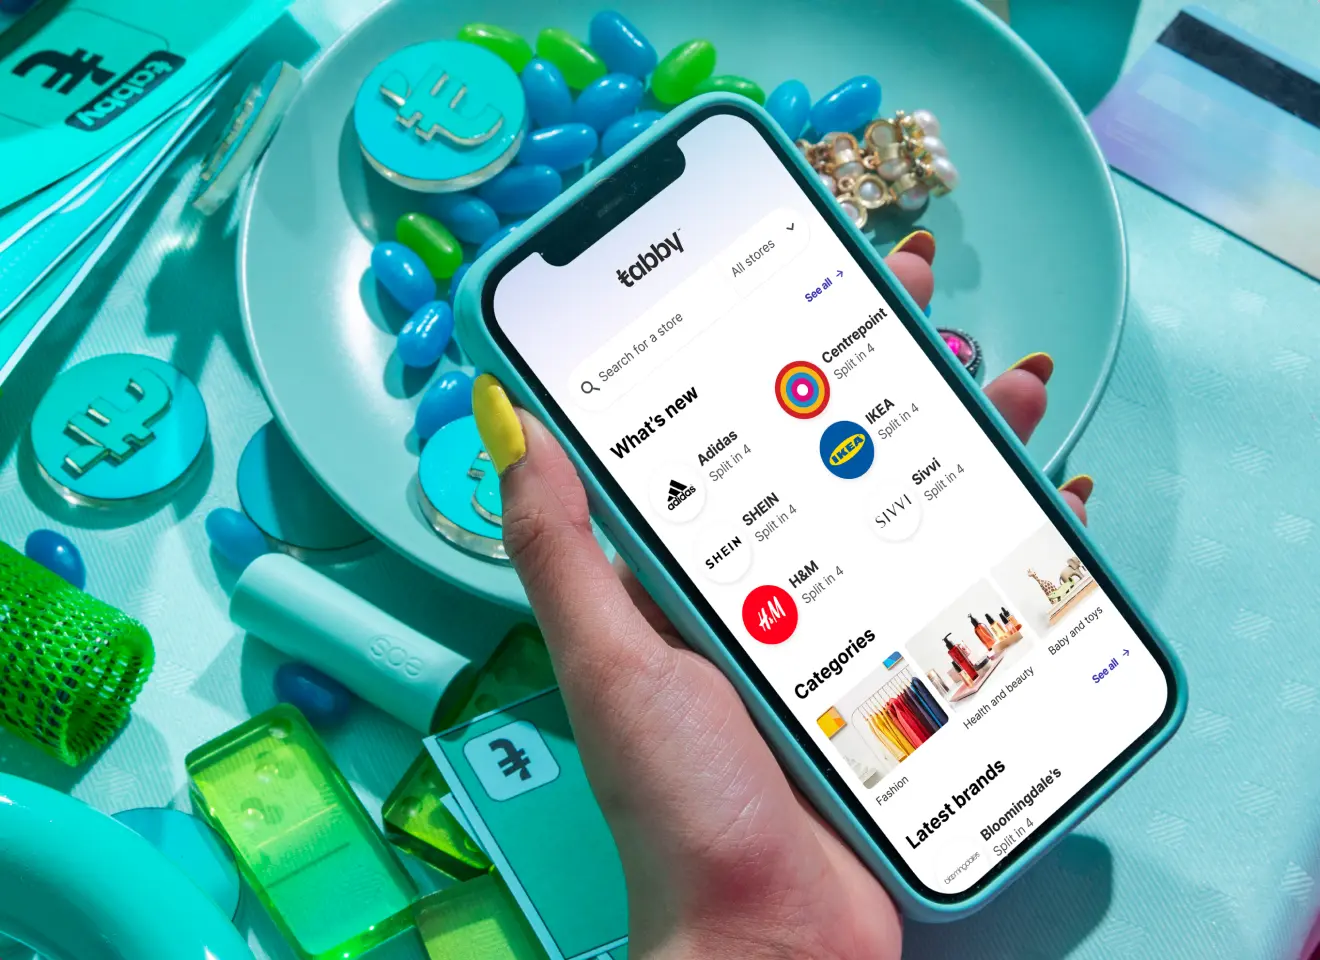 tabby
tabby
All stores
Search for a store
What's new
See all →
Adidas
Split in 4
adidas
Centrepoint
Split in 4
SHEIN
Split in 4
SHEIN
IKEA
Split in 4
IKEA
H&M
Split in 4
H&M
Sivvi
Split in 4
SIVVI
Categories
See all →
Fashion
Health and beauty
Baby and toys
Latest brands
Bloomingdale's
Split in 4
bloomingdales